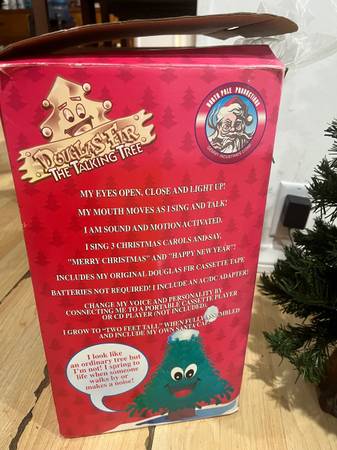 DOUGLAS FIR
THE TALKING TREE
NORTH POLE PRODUCTIONS
MY EYES OPEN, CLOSE AND LIGHT UP!
MY MOUTH MOVES AS I SING AND TALK!
I AM SOUND AND MOTION ACTIVATED.
I SING 3 CHRISTMAS CAROLS AND SAY,
"MERRY CHRISTMAS" AND "HAPPY NEW YEAR"!
INCLUDES MY ORIGINAL DOUGLAS FIR CASSETTE TAPE
BATTERIES NOT REQUIRED! I INCLUDE AN AC/DC ADAPTER!
CHANGE MY VOICE AND PERSONALITY BY
CONNECTING ME TO A PORTABLE CASSETTE PLAYER
OR CD PLAYER (NOT INCLUDED).
I GROW TO "TWO FEET TALL" WHEN FULLY ASSEMBLED
AND INCLUDE MY OWN SANTA CAP
I look like
an ordinary tree but
I'm not! I spring to
life when someone
walks by or
makes a noise!